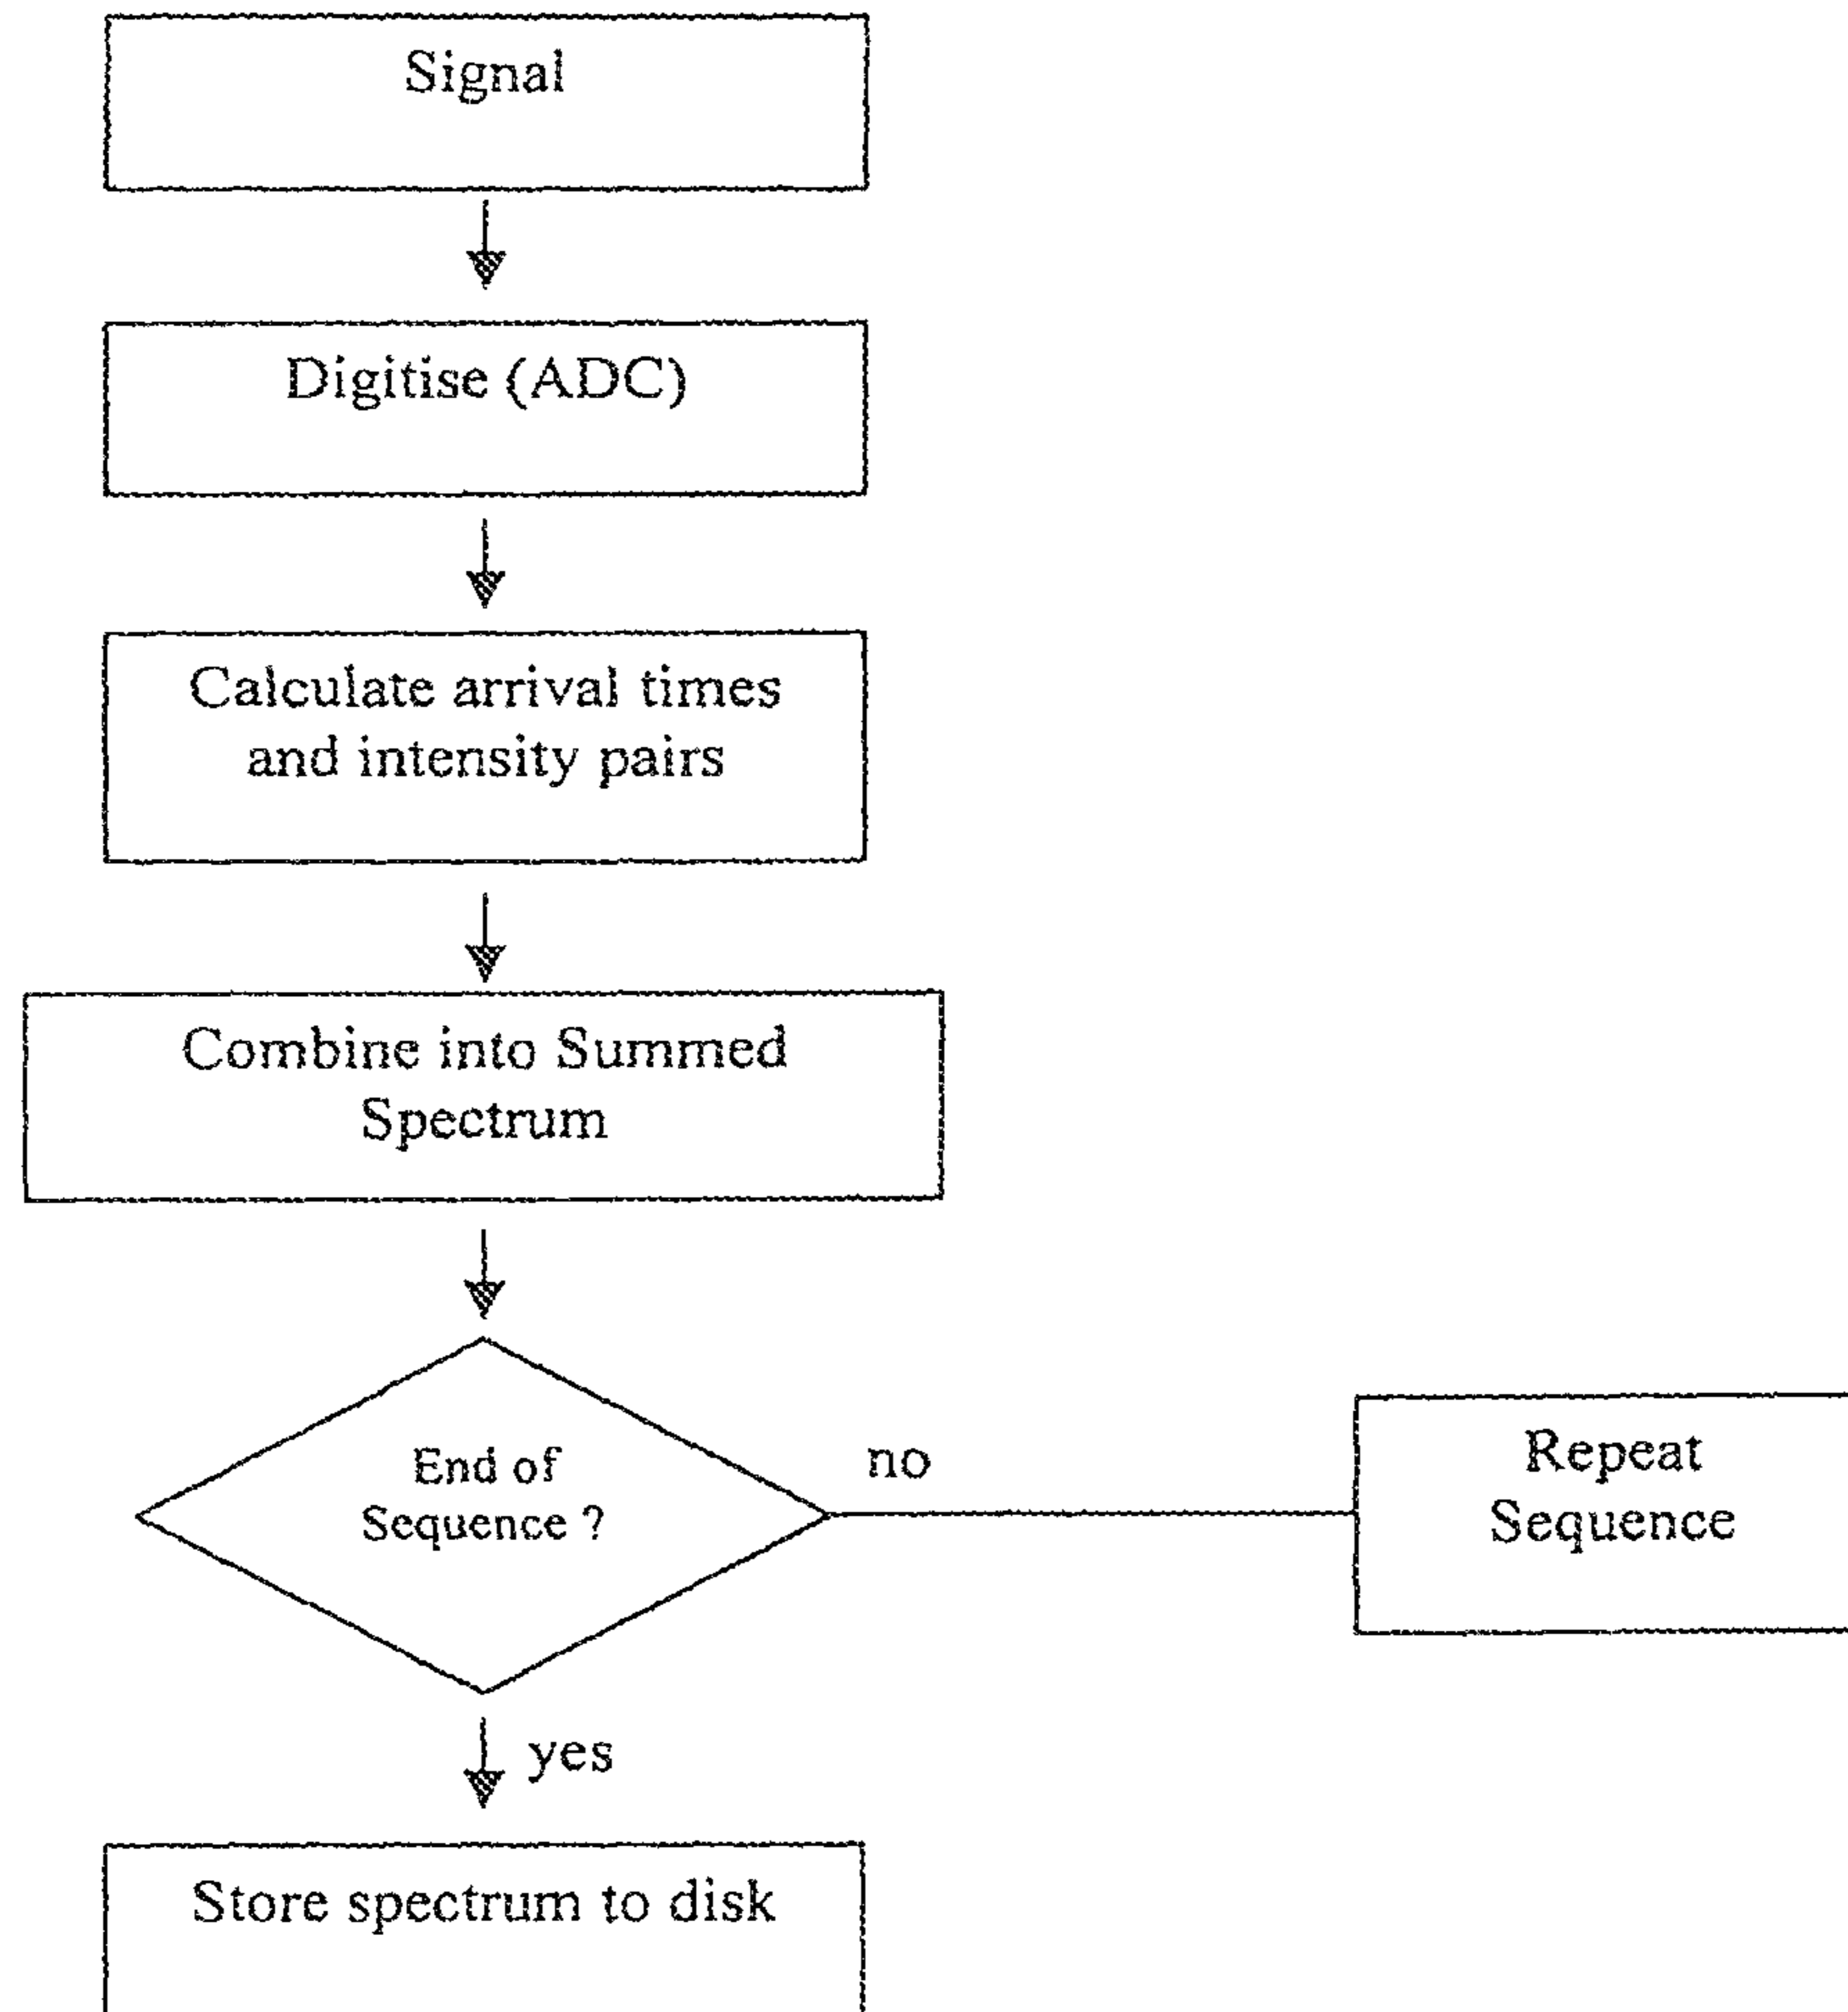 Signal
Digitise (ADC)
Calculate arrival times
and intensity pairs
Combine into Summed
Spectrum
End of
Sequence ?
no
Repeat
Sequence
yes
Store spectrum to disk